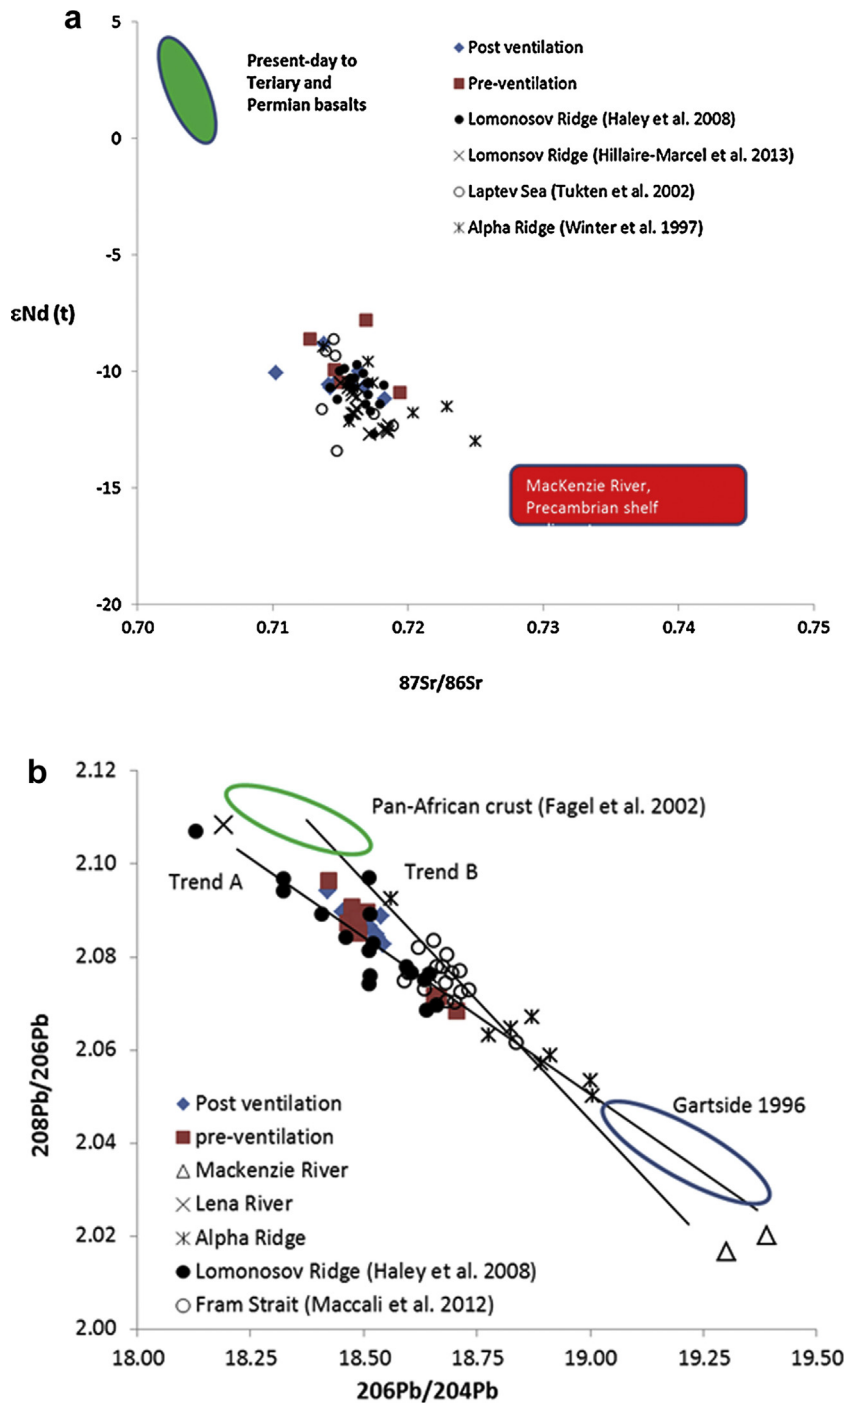 a
5
0
-5
-10
-15
-20
εNd (t)
Present-day to
Teriary and
Permian basalts
Post ventilation
Pre-ventilation
Lomonosov Ridge (Haley et al. 2008)
Lomonsov Ridge (Hillaire-Marcel et al. 2013)
Laptev Sea (Tukten et al. 2002)
Alpha Ridge (Winter et al. 1997)
MacKenzie River,
Precambrian shelf
0.70 0.71 0.72 0.73 0.74 0.75
87Sr/86Sr
b
2.12
2.10
2.08
2.06
2.04
2.02
2.00
208Pb/206Pb
Pan-African crust (Fagel et al. 2002)
Trend A
Trend B
Gartside 1996
Post ventilation
pre-ventilation
Mackenzie River
Lena River
Alpha Ridge
Lomonosov Ridge (Haley et al. 2008)
Fram Strait (Maccali et al. 2012)
18.00 18.25 18.50 18.75 19.00 19.25 19.50
206Pb/204Pb